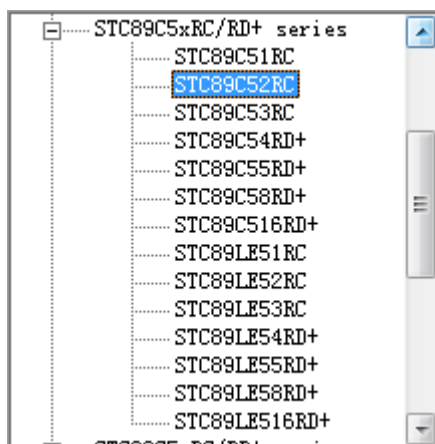 STC89C5xRC/RD+ series
STC89C51RC
STC89C52RC
STC89C53RC
STC89C54RD+
STC89C55RD+
STC89C58RD+
STC89C516RD+
STC89LE51RC
STC89LE52RC
STC89LE53RC
STC89LE54RD+
STC89LE55RD+
STC89LE58RD+
STC89LE516RD+